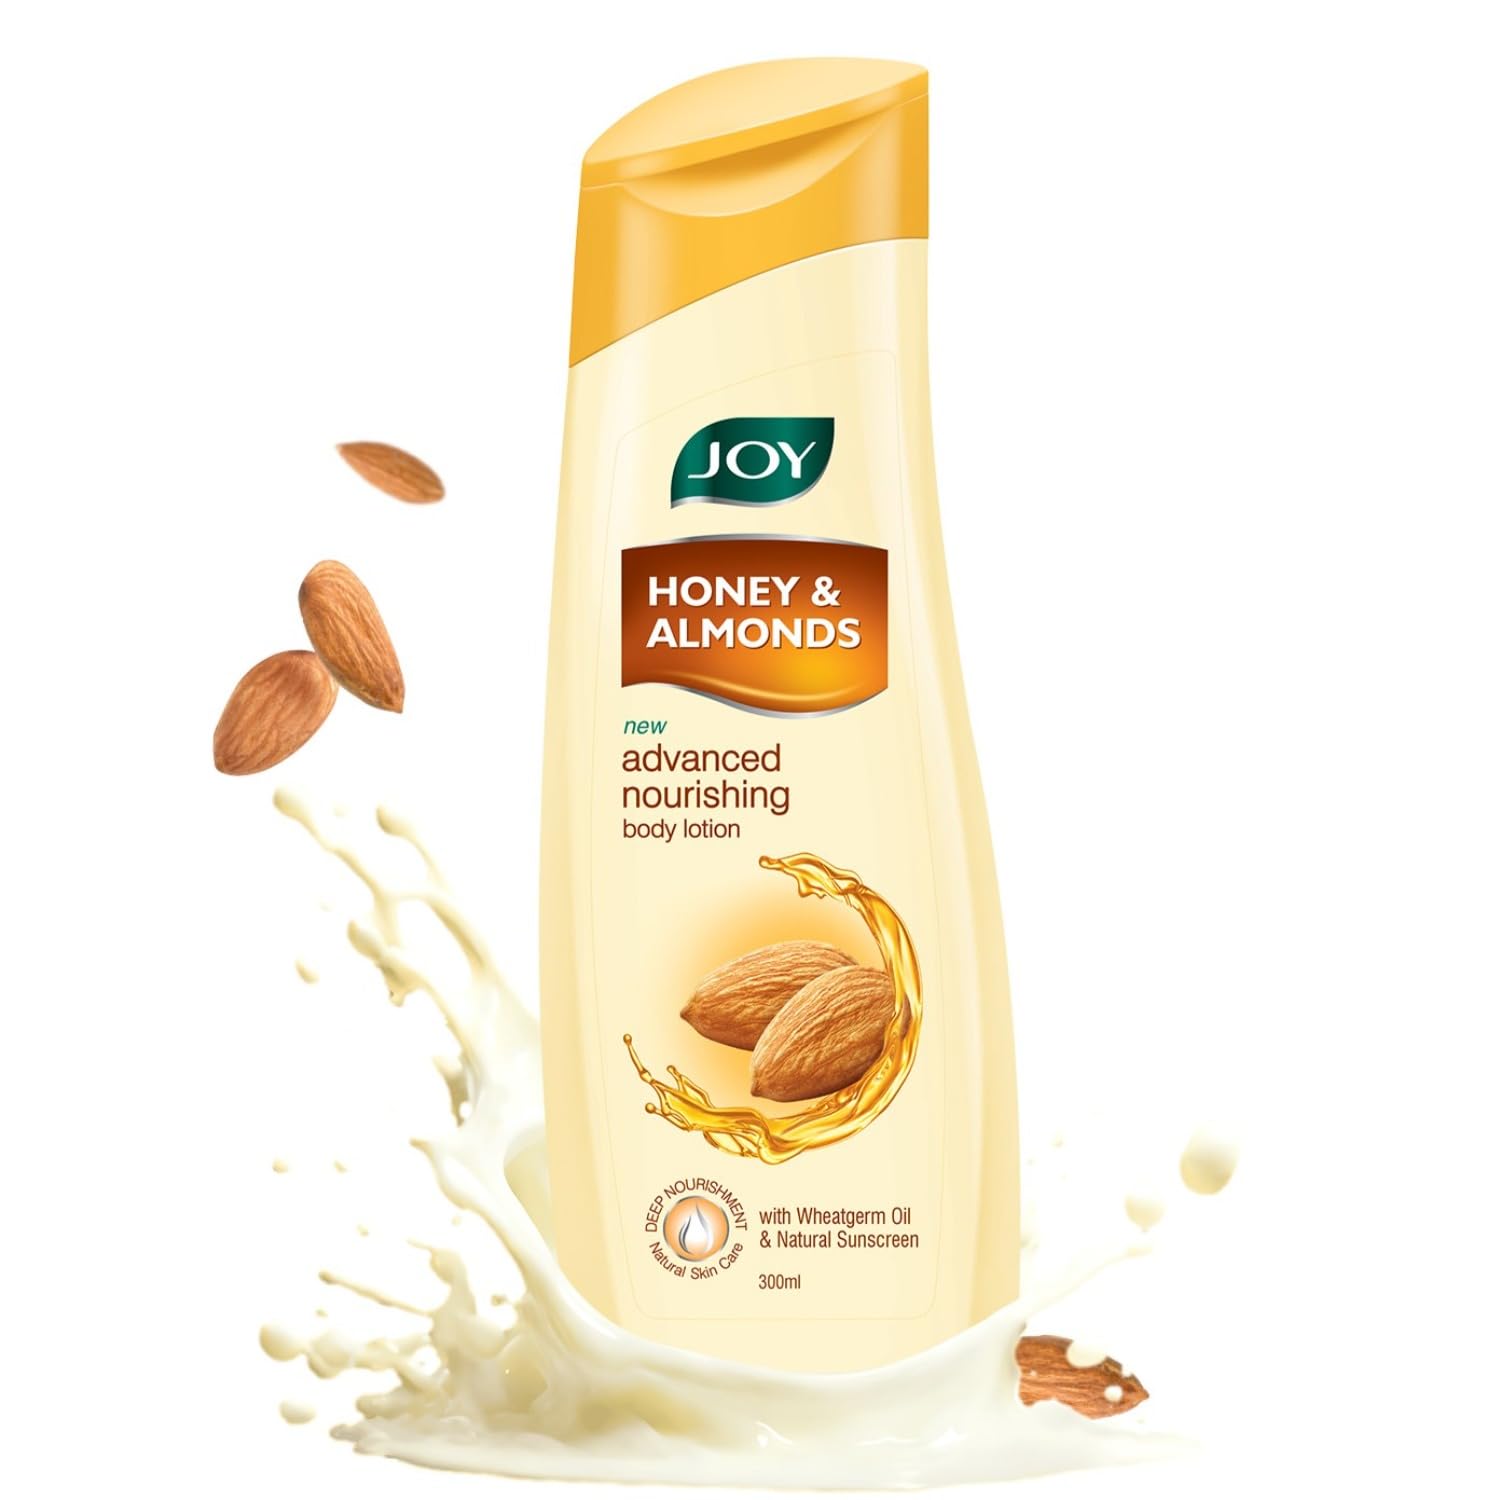 JOY
HONEY &
ALMONDS
new
advanced
nourishing
body lotion
DEEP NOURISHMENT
Natural Skin Care
with Wheatgerm Oil
& Natural Sunscreen
300ml